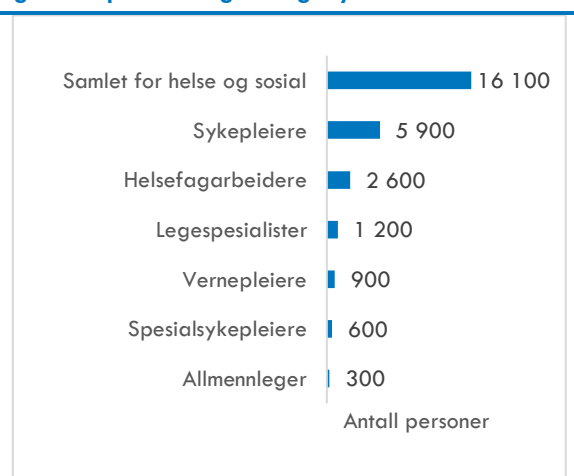 Samlet for helse og sosial 16 100
Sykepleiere 5 900
Helsefagarbeidere 2 600
Legespesialister 1 200
Vernepleiere 900
Spesialsykepleiere 600
Allmennleger 300
Antall personer